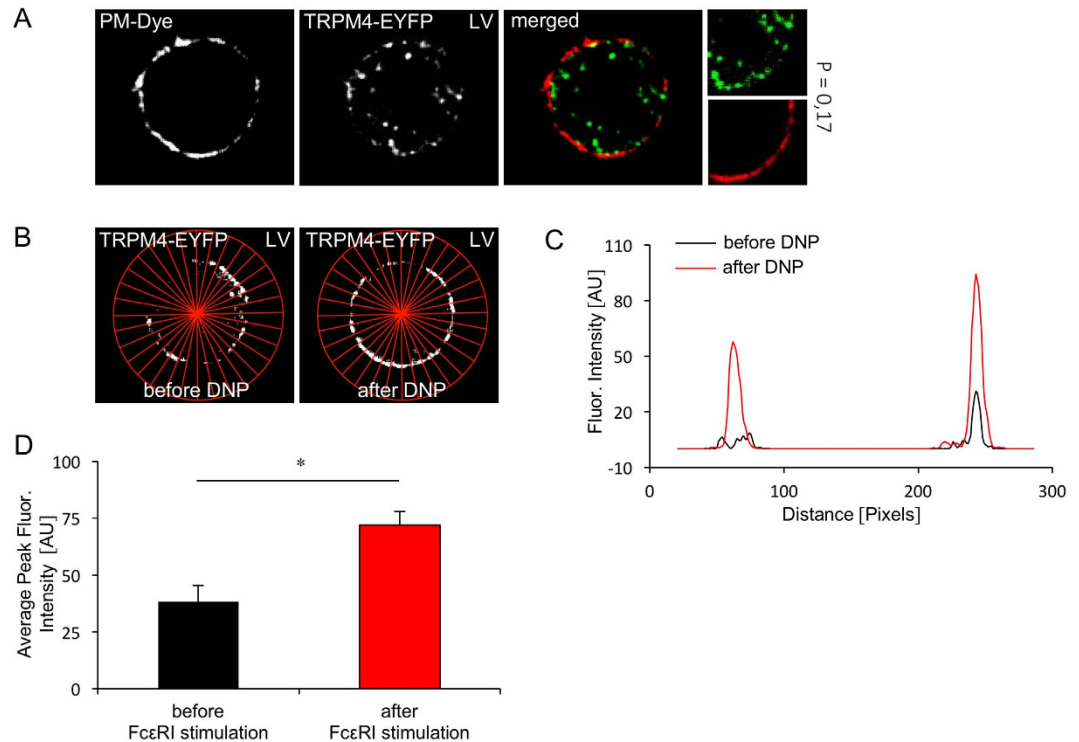 A
PM-Dye
TRPM4-EYFP LV
merged
P = 0,17
B
TRPM4-EYFP LV
before DNP
TRPM4-EYFP LV
after DNP
C
before DNP
after DNP
Fluor. Intensity [AU]
110
80
50
20
-10
0 100 200 300
Distance [Pixels]
D
Average Peak Fluor.
Intensity [AU]
100
75
50
25
0
*
before
FcεRI stimulation
after
FcεRI stimulation